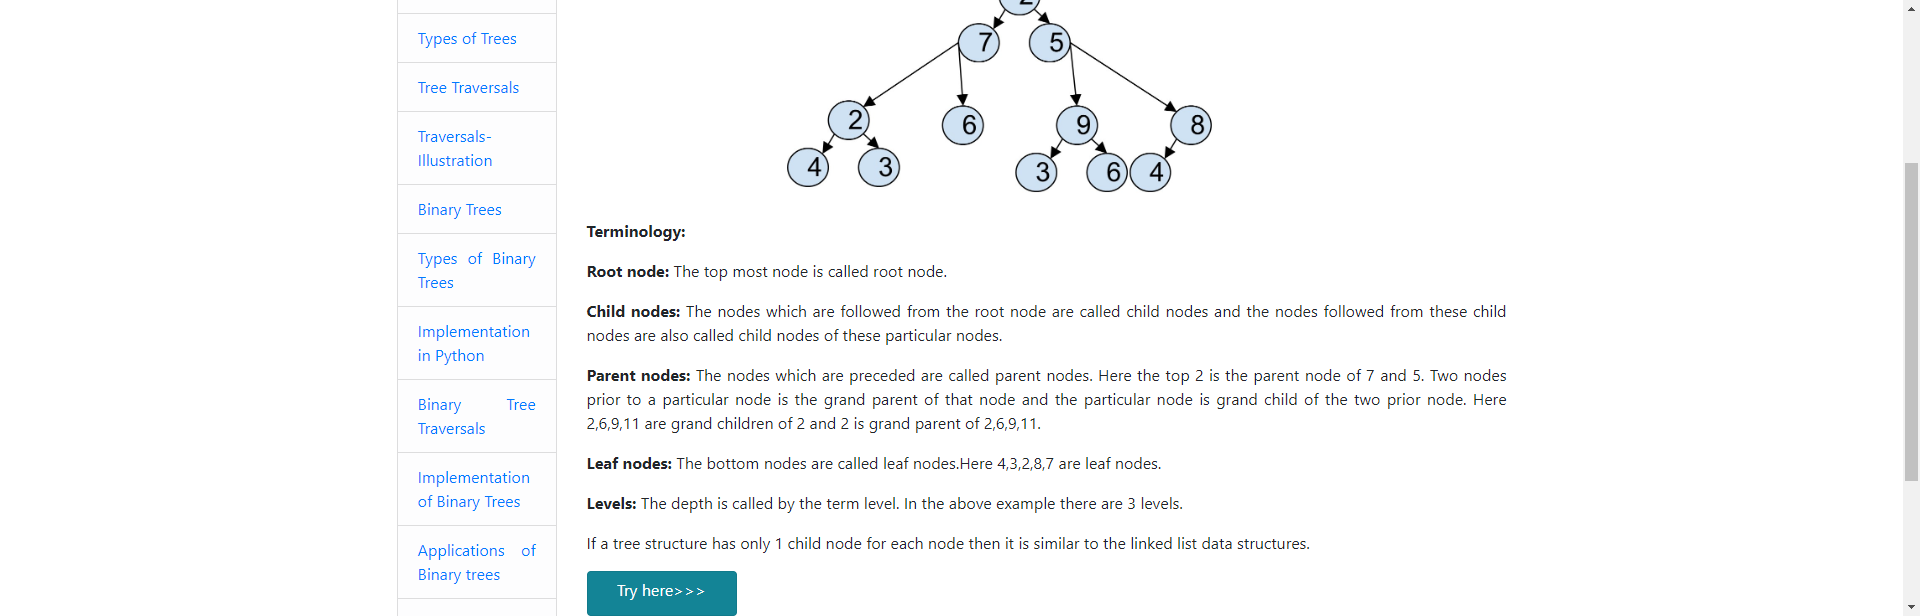 Types of Trees
Tree Traversals
Traversals-
Illustration
Binary Trees
Types of Binary
Trees
Implementation
in Python
Binary Tree
Traversals
Implementation
of Binary Trees
Applications of
Binary trees
2
7 5
2 6 9 8
4 3 3 6 4
Terminology:
Root node: The top most node is called root node.
Child nodes: The nodes which are followed from the root node are called child nodes and the nodes followed from these child
nodes are also called child nodes of these particular nodes.
Parent nodes: The nodes which are preceded are called parent nodes. Here the top 2 is the parent node of 7 and 5. Two nodes
prior to a particular node is the grand parent of that node and the particular node is grand child of the two prior node. Here
2,6,9,11 are grand children of 2 and 2 is grand parent of 2,6,9,11.
Leaf nodes: The bottom nodes are called leaf nodes.Here 4,3,2,8,7 are leaf nodes.
Levels: The depth is called by the term level. In the above example there are 3 levels.
If a tree structure has only 1 child node for each node then it is similar to the linked list data structures.
Try here>>>